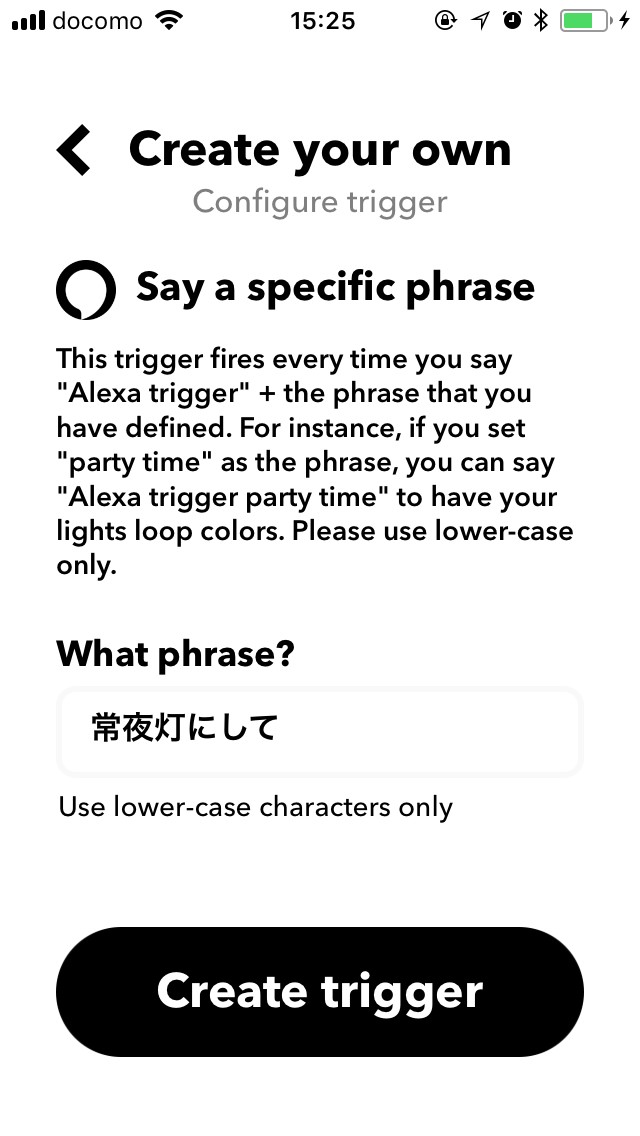 docomo 15:25
Create your own
Configure trigger
Say a specific phrase
This trigger fires every time you say
"Alexa trigger" + the phrase that you
have defined. For instance, if you set
"party time" as the phrase, you can say
"Alexa trigger party time" to have your
lights loop colors. Please use lower-case
only.
What phrase?
常夜灯にして
Use lower-case characters only
Create trigger